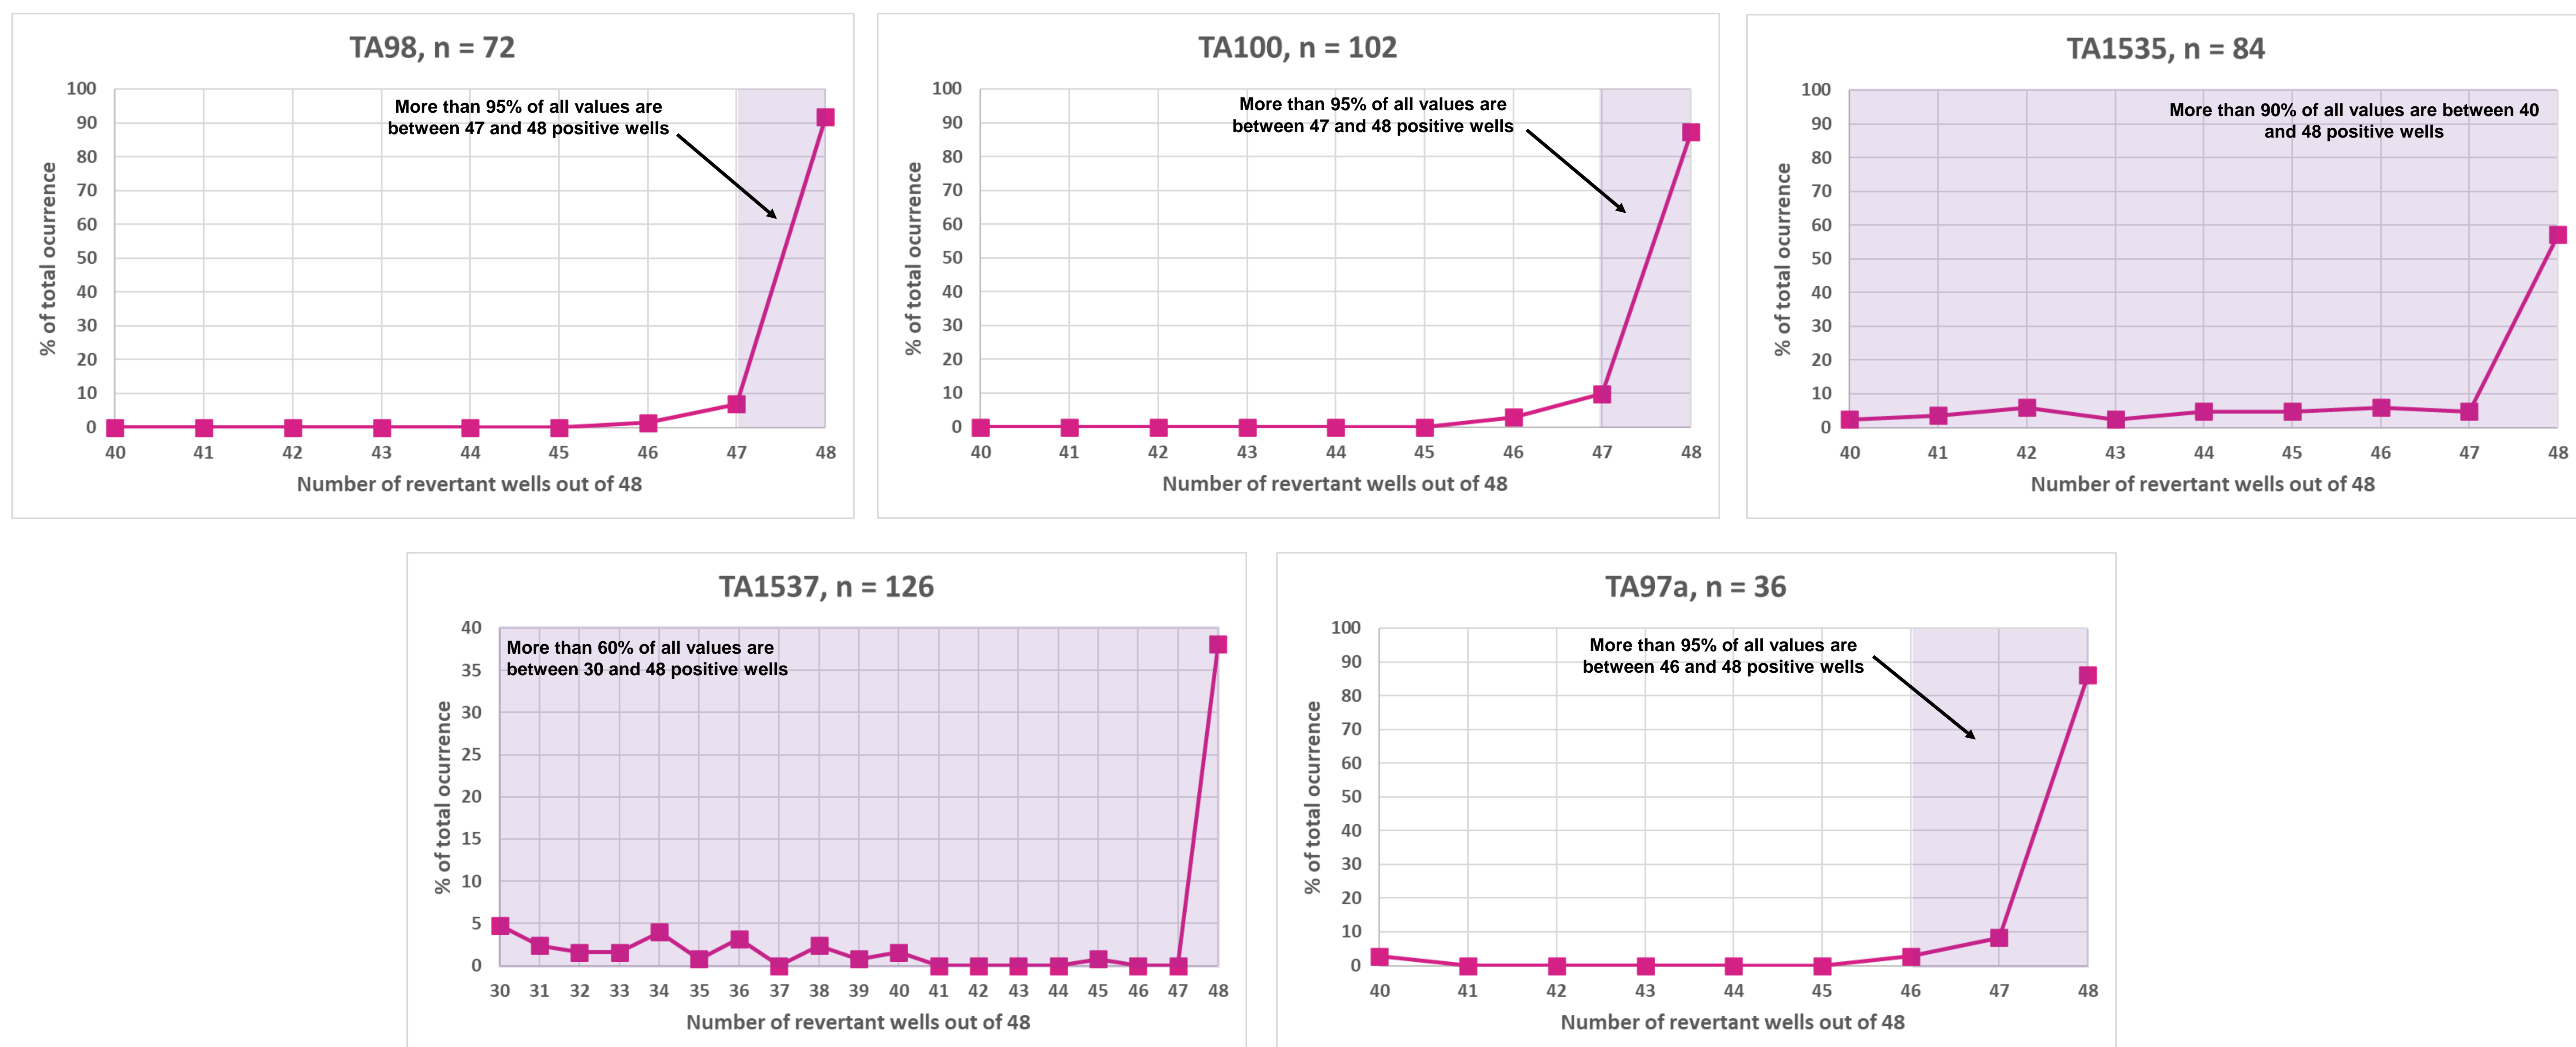 TA98, n = 72
100
90
80
70
60
50
40
30
20
10
0
% of total ocurrence
More than 95% of all values are
between 47 and 48 positive wells
40 41 42 43 44 45 46 47 48
Number of revertant wells out of 48
TA100, n = 102
100
90
80
70
60
50
40
30
20
10
0
% of total ocurrence
More than 95% of all values are
between 47 and 48 positive wells
40 41 42 43 44 45 46 47 48
Number of revertant wells out of 48
TA1535, n = 84
100
90
80
70
60
50
40
30
20
10
0
% of total ocurrence
More than 90% of all values are between 40
and 48 positive wells
40 41 42 43 44 45 46 47 48
Number of revertant wells out of 48
TA1537, n = 126
40
35
30
25
20
15
10
5
0
% of total ocurrence
More than 60% of all values are
between 30 and 48 positive wells
30 31 32 33 34 35 36 37 38 39 40 41 42 43 44 45 46 47 48
Number of revertant wells out of 48
TA97a, n = 36
100
90
80
70
60
50
40
30
20
10
0
% of total ocurrence
More than 95% of all values are
between 46 and 48 positive wells
40 41 42 43 44 45 46 47 48
Number of revertant wells out of 48